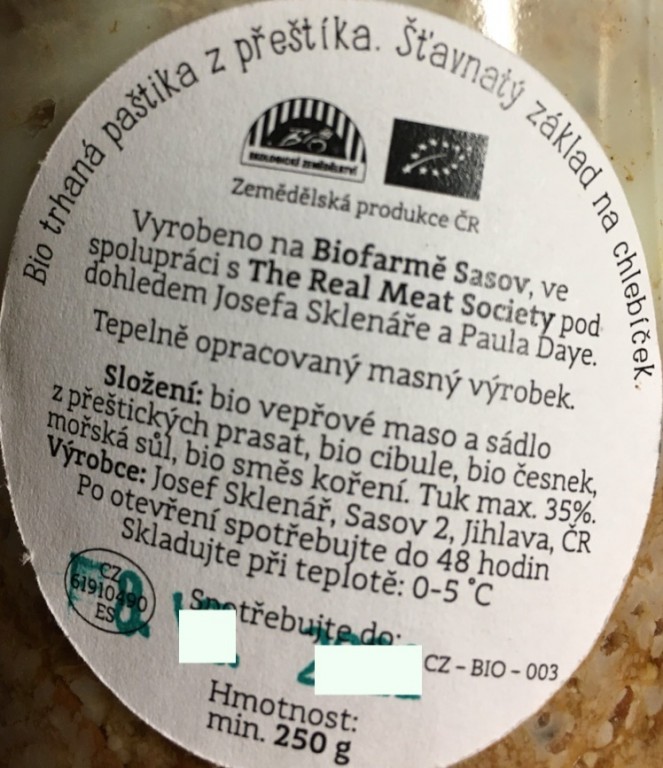 Bio trhaná paštika z přeštíka. Šťavnatý základ na chlebíček.
BIO
EKOLOGICKÉ ZEMĚDĚLSTVÍ
Zemědělská produkce ČR
Vyrobeno na Biofarmě Sasov, ve
spolupráci s The Real Meat Society pod
dohledem Josefa Sklenáře a Paula Daye.
Tepelně opracovaný masný výrobek.
Složení: bio vepřové maso a sádlo
z přeštických prasat, bio cibule, bio česnek,
mořská sůl, bio směs koření. Tuk max. 35%.
Výrobce: Josef Sklenář, Sasov 2, Jihlava, ČR
Po otevření spotřebujte do 48 hodin
Skladujte při teplotě: 0-5 °C
CZ
61910490
ES
Spotřebujte do:
CZ – BIO – 003
Hmotnost:
min. 250 g